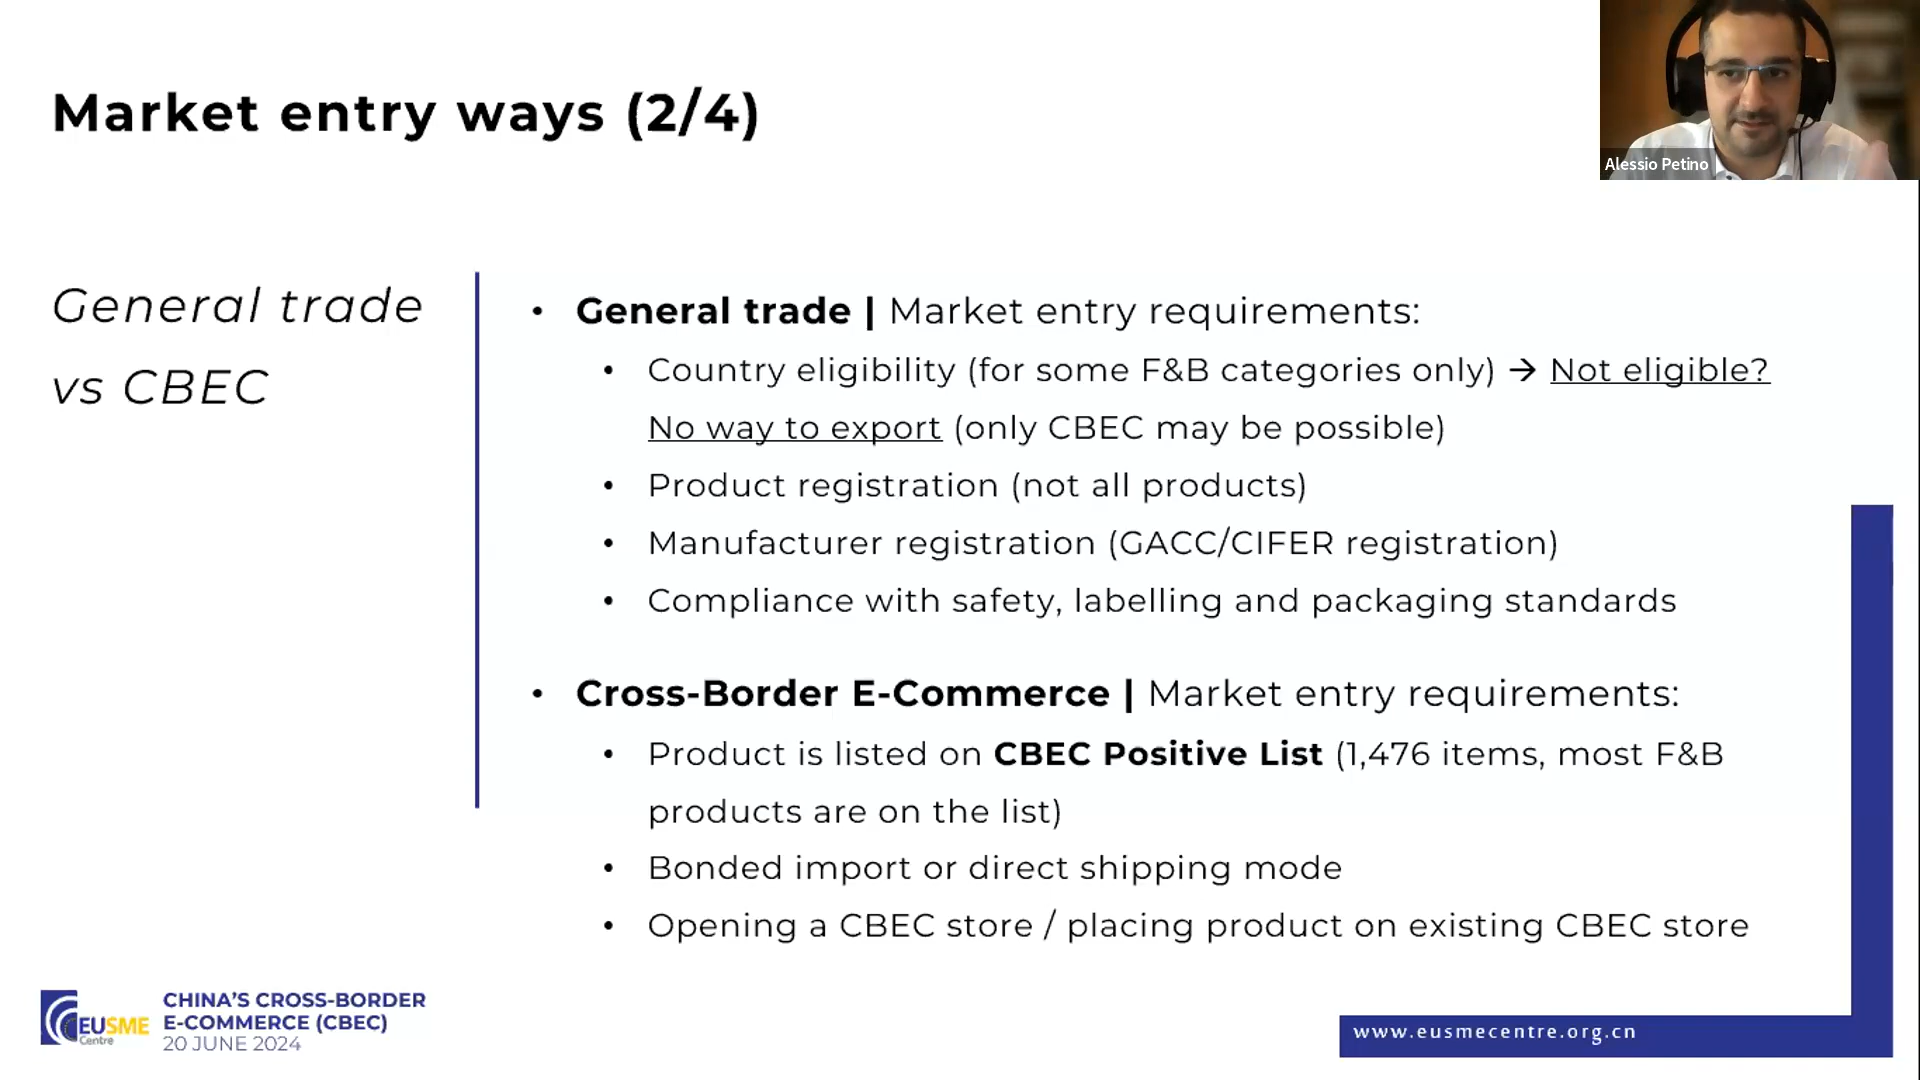 Market entry ways (2/4)
Alessio Petino
General trade
vs CBEC
• General trade | Market entry requirements:
• Country eligibility (for some F&B categories only) → Not eligible?
No way to export (only CBEC may be possible)
• Product registration (not all products)
• Manufacturer registration (GACC/CIFER registration)
• Compliance with safety, labelling and packaging standards
• Cross-Border E-Commerce | Market entry requirements:
• Product is listed on CBEC Positive List (1,476 items, most F&B
products are on the list)
• Bonded import or direct shipping mode
• Opening a CBEC store / placing product on existing CBEC store
EUSME
Centre
CHINA'S CROSS-BORDER
E-COMMERCE (CBEC)
20 JUNE 2024
www.eusmecentre.org.cn